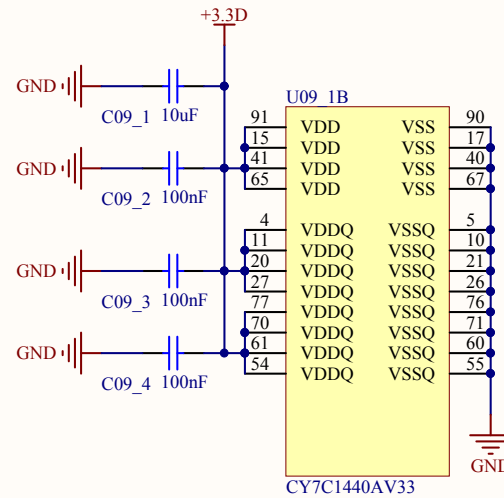 +3.3D
GND
C09_1 10uF
GND
C09_2 100nF
GND
C09_3 100nF
GND
C09_4 100nF
U09_1B
91 VDD VSS 90
15 VDD VSS 17
41 VDD VSS 40
65 VDD VSS 67
4 VDDQ VSSQ 5
11 VDDQ VSSQ 10
20 VDDQ VSSQ 21
27 VDDQ VSSQ 26
77 VDDQ VSSQ 76
70 VDDQ VSSQ 71
61 VDDQ VSSQ 60
54 VDDQ VSSQ 55
GND
CY7C1440AV33